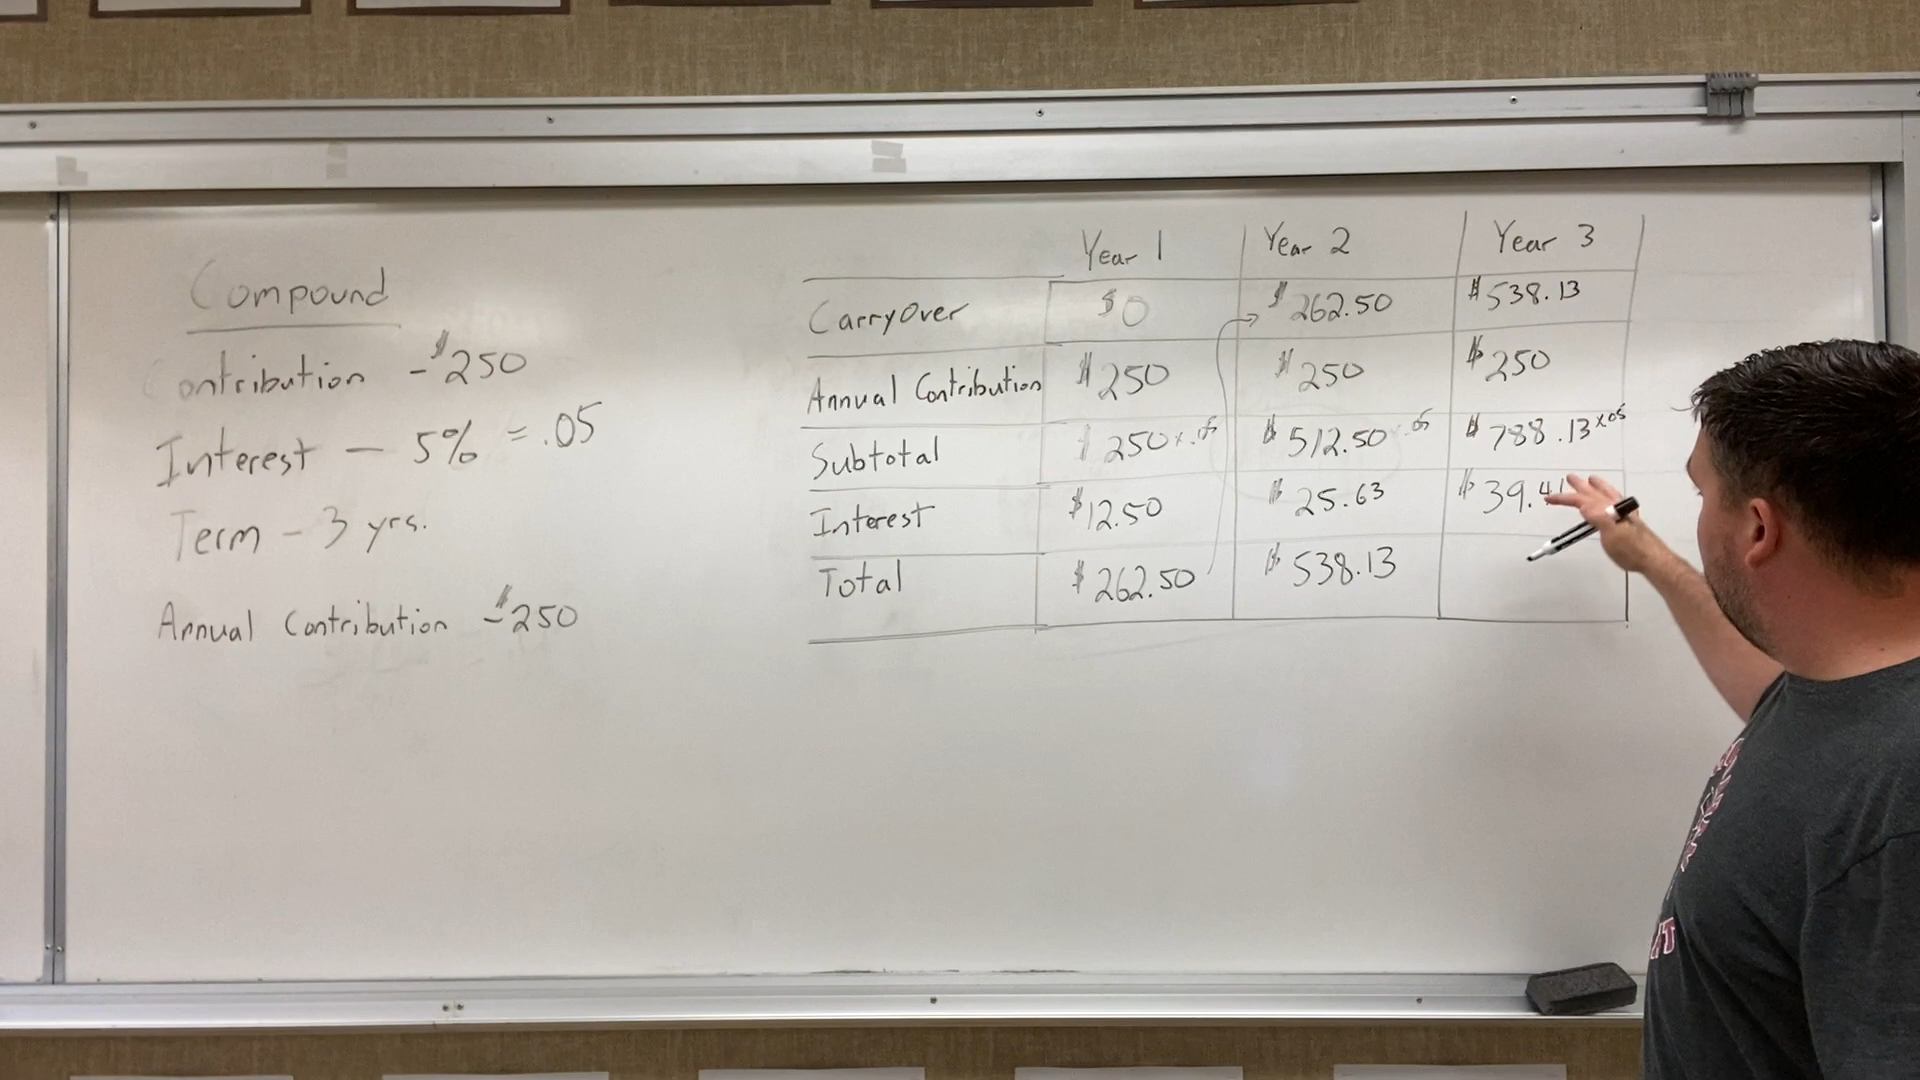 Compound
Contribution - $250
Interest - 5% = .05
Term - 3 yrs.
Annual Contribution - $250
Year 1 Year 2 Year 3
CarryOver $0 $262.50 $538.13
Annual Contribution $250 $250 $250
Subtotal $250 x .05 $512.50 x .05 $788.13 x 05
Interest $12.50 $25.63 $39.41
Total $262.50 $538.13